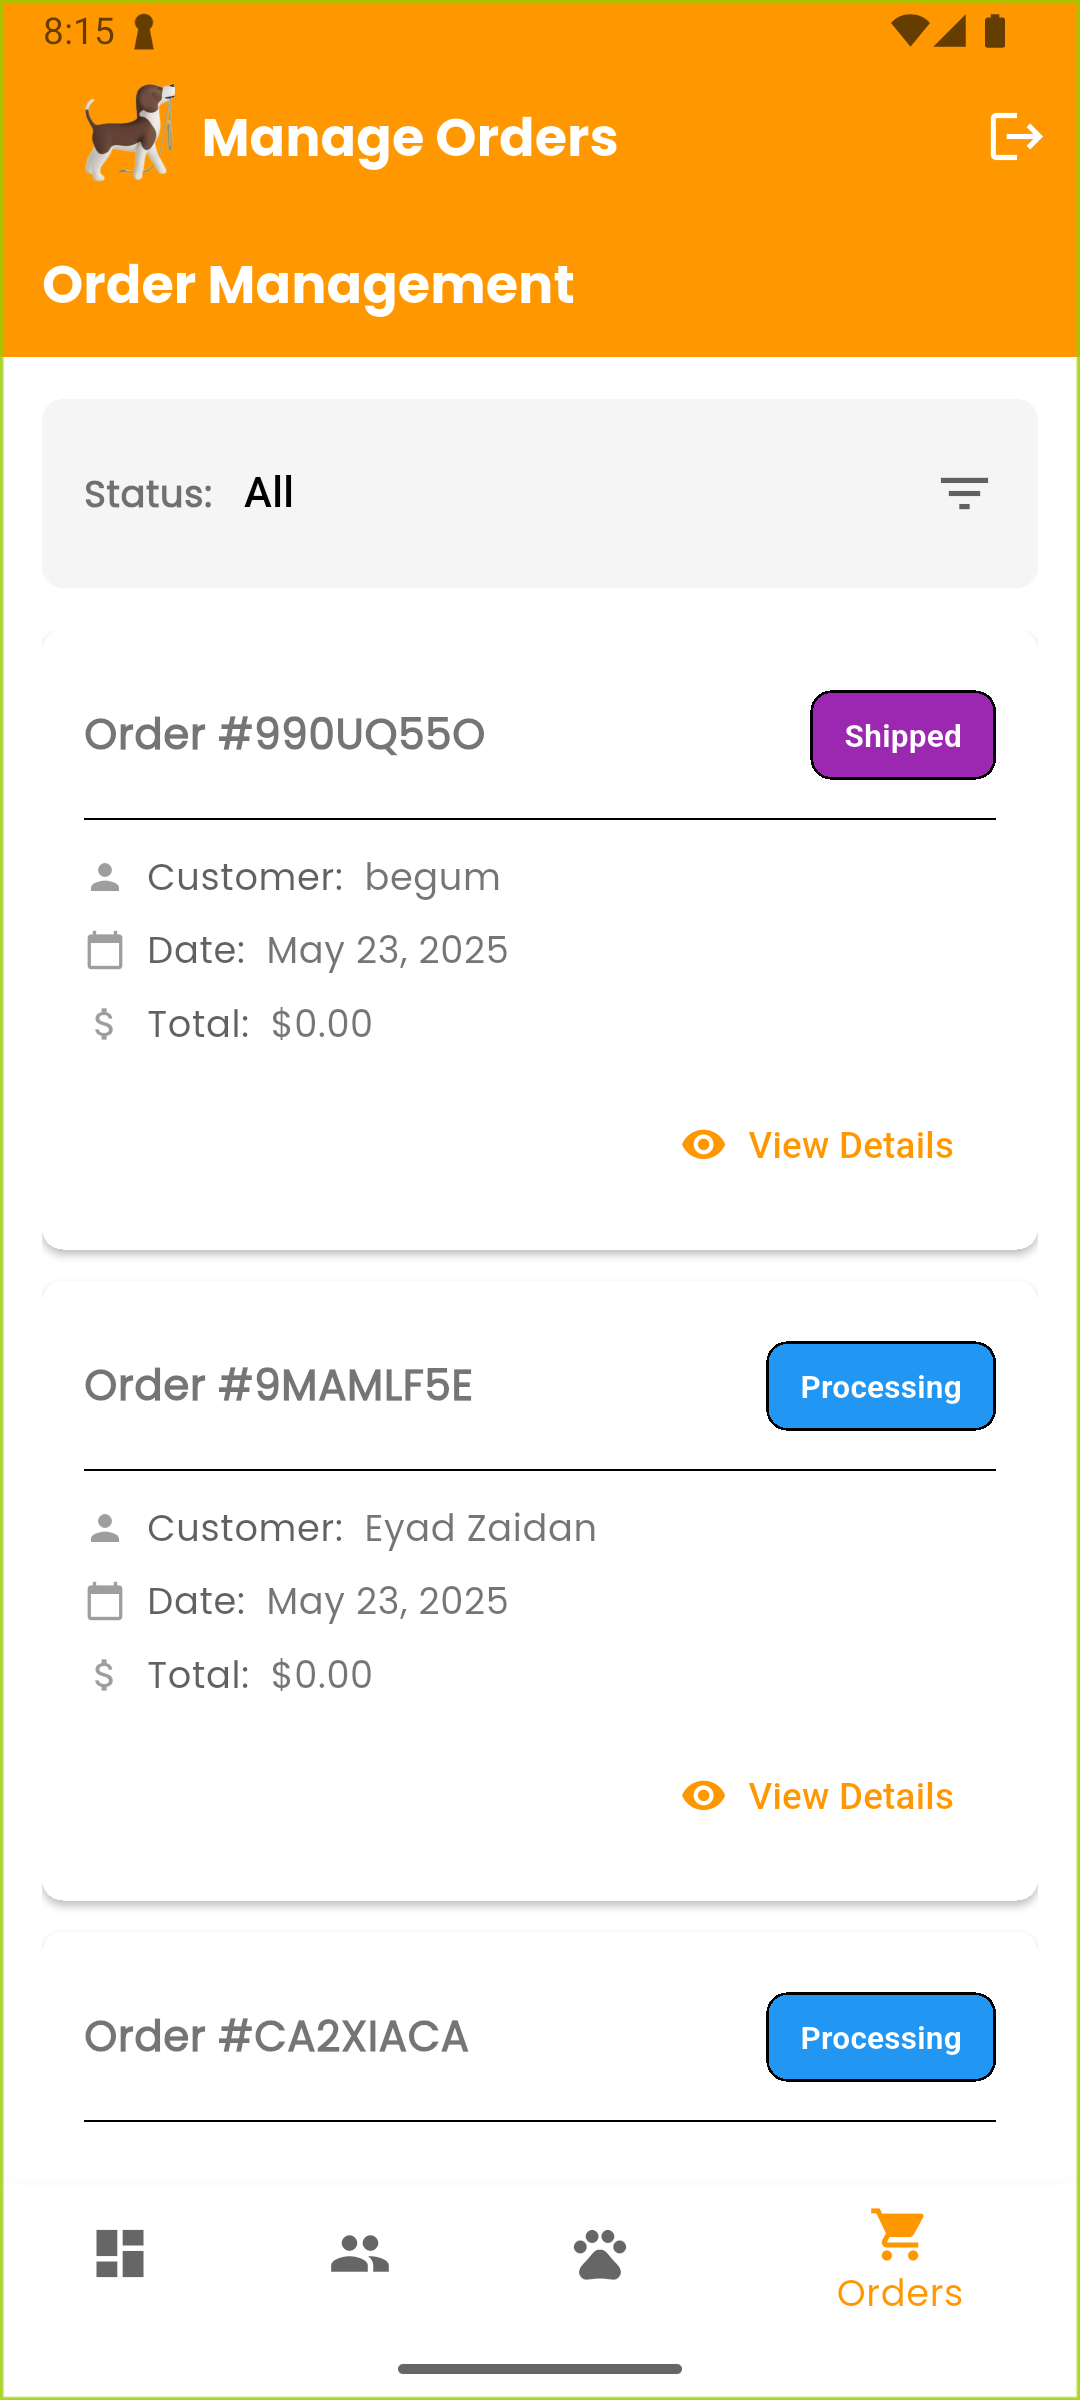 8:15
Manage Orders
Order Management
Status: All
Order #990UQ55O
Shipped
Customer: begum
Date: May 23, 2025
Total: $0.00
View Details
Order #9MAMLF5E
Processing
Customer: Eyad Zaidan
Date: May 23, 2025
Total: $0.00
View Details
Order #CA2XIACA
Processing
Orders